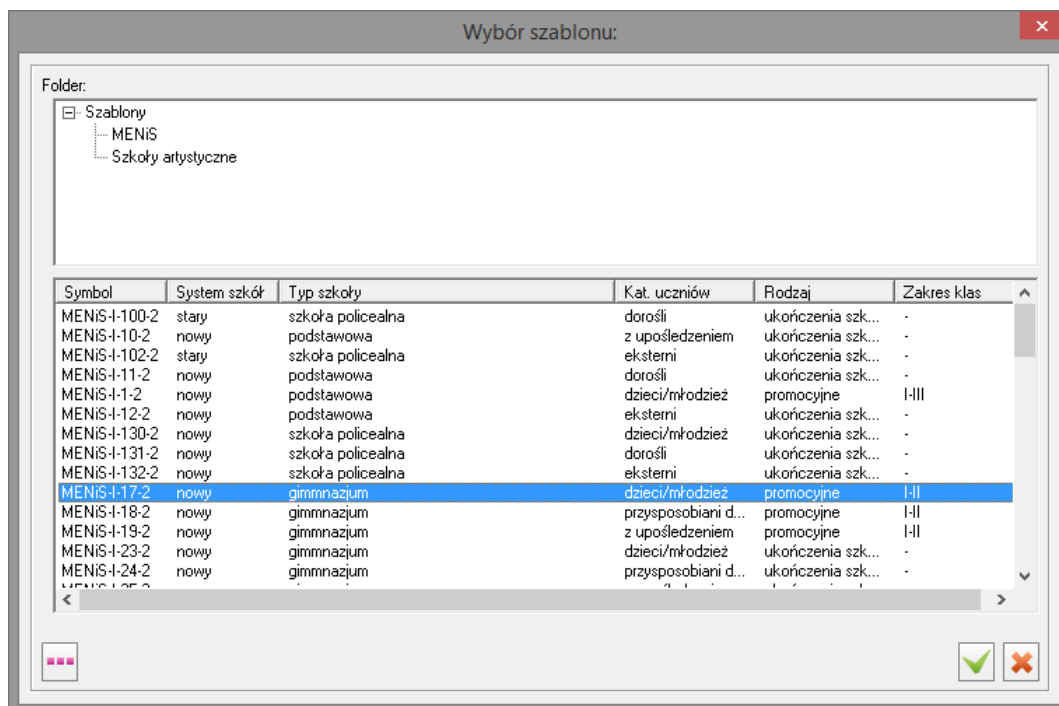 Wybór szablonu:
Folder:
Szablony
MENiS
Szkoły artystyczne
Symbol System szkół Typ szkoły Kat. uczniów Rodzaj Zakres klas
MENiS-I-100-2 stary szkoła policealna dorośli ukończenia szk... -
MENiS-I-10-2 nowy podstawowa z upośledzeniem ukończenia szk... -
MENiS-I-102-2 stary szkoła policealna eksterni ukończenia szk... -
MENiS-I-11-2 nowy podstawowa dorośli ukończenia szk... -
MENiS-I-1-2 nowy podstawowa dzieci/młodzież promocyjne I-III
MENiS-I-12-2 nowy podstawowa eksterni ukończenia szk... -
MENiS-I-130-2 nowy szkoła policealna dzieci/młodzież ukończenia szk... -
MENiS-I-131-2 nowy szkoła policealna dorośli ukończenia szk... -
MENiS-I-132-2 nowy szkoła policealna eksterni ukończenia szk... -
MENiS-I-17-2 nowy gimmnazjum dzieci/młodzież promocyjne I-II
MENiS-I-18-2 nowy gimmnazjum przysposobiani d... promocyjne I-II
MENiS-I-19-2 nowy gimmnazjum z upośledzeniem promocyjne I-II
MENiS-I-23-2 nowy gimmnazjum dzieci/młodzież ukończenia szk... -
MENiS-I-24-2 nowy gimmnazjum przysposobiani d... ukończenia szk... -